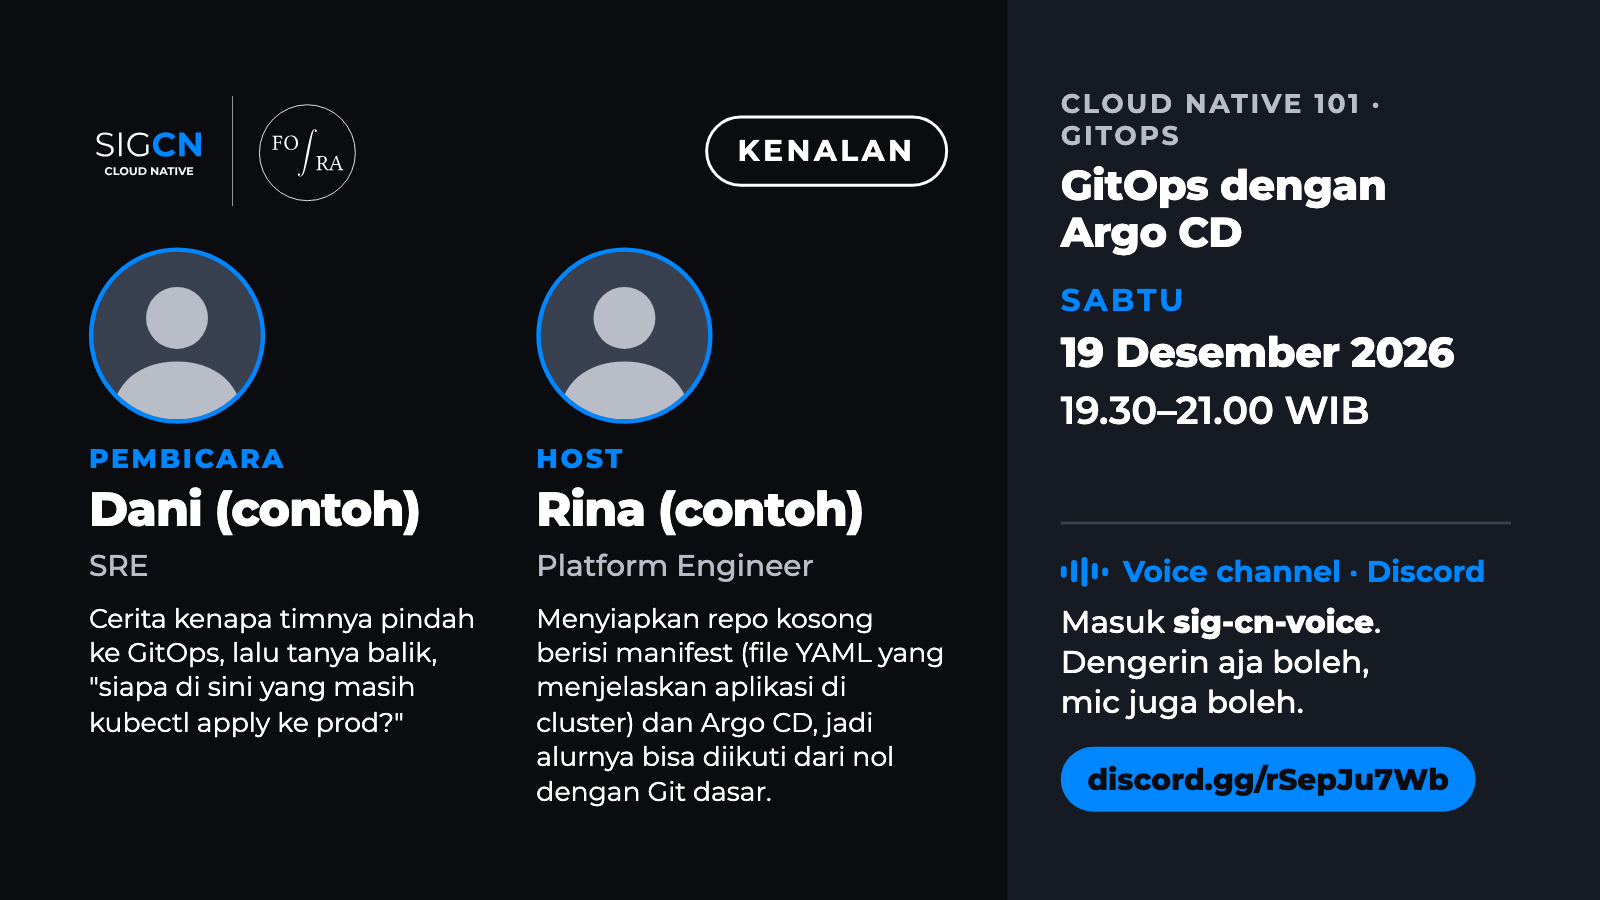 SIGCN
CLOUD NATIVE
FO∫RA
KENALAN
PEMBICARA
Dani (contoh)
SRE
Cerita kenapa timnya pindah
ke GitOps, lalu tanya balik,
"siapa di sini yang masih
kubectl apply ke prod?"
HOST
Rina (contoh)
Platform Engineer
Menyiapkan repo kosong
berisi manifest (file YAML yang
menjelaskan aplikasi di
cluster) dan Argo CD, jadi
alurnya bisa diikuti dari nol
dengan Git dasar.
CLOUD NATIVE 101 ·
GITOPS
GitOps dengan
Argo CD
SABTU
19 Desember 2026
19.30–21.00 WIB
Voice channel · Discord
Masuk sig-cn-voice.
Dengerin aja boleh,
mic juga boleh.
discord.gg/rSepJu7Wb